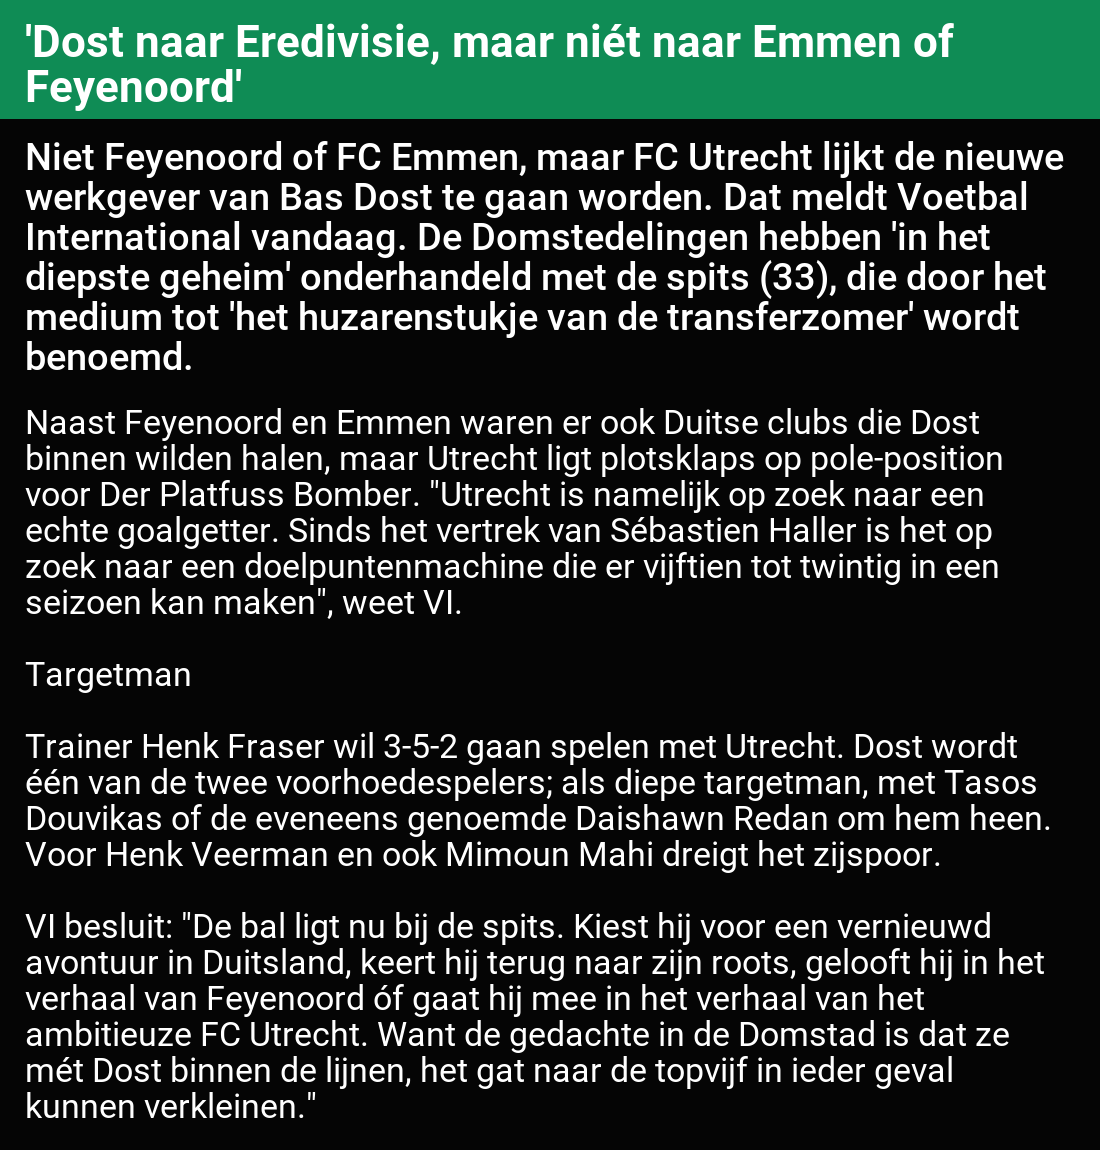 'Dost naar Eredivisie, maar niét naar Emmen of
Feyenoord'
Niet Feyenoord of FC Emmen, maar FC Utrecht lijkt de nieuwe
werkgever van Bas Dost te gaan worden. Dat meldt Voetbal
International vandaag. De Domstedelingen hebben 'in het
diepste geheim' onderhandeld met de spits (33), die door het
medium tot 'het huzarenstukje van de transferzomer' wordt
benoemd.
Naast Feyenoord en Emmen waren er ook Duitse clubs die Dost
binnen wilden halen, maar Utrecht ligt plotsklaps op pole-position
voor Der Platfuss Bomber. "Utrecht is namelijk op zoek naar een
echte goalgetter. Sinds het vertrek van Sébastien Haller is het op
zoek naar een doelpuntenmachine die er vijftien tot twintig in een
seizoen kan maken", weet VI.
Targetman
Trainer Henk Fraser wil 3-5-2 gaan spelen met Utrecht. Dost wordt
één van de twee voorhoedespelers; als diepe targetman, met Tasos
Douvikas of de eveneens genoemde Daishawn Redan om hem heen.
Voor Henk Veerman en ook Mimoun Mahi dreigt het zijspoor.
VI besluit: "De bal ligt nu bij de spits. Kiest hij voor een vernieuwd
avontuur in Duitsland, keert hij terug naar zijn roots, gelooft hij in het
verhaal van Feyenoord óf gaat hij mee in het verhaal van het
ambitieuze FC Utrecht. Want de gedachte in de Domstad is dat ze
mét Dost binnen de lijnen, het gat naar de topvijf in ieder geval
kunnen verkleinen."